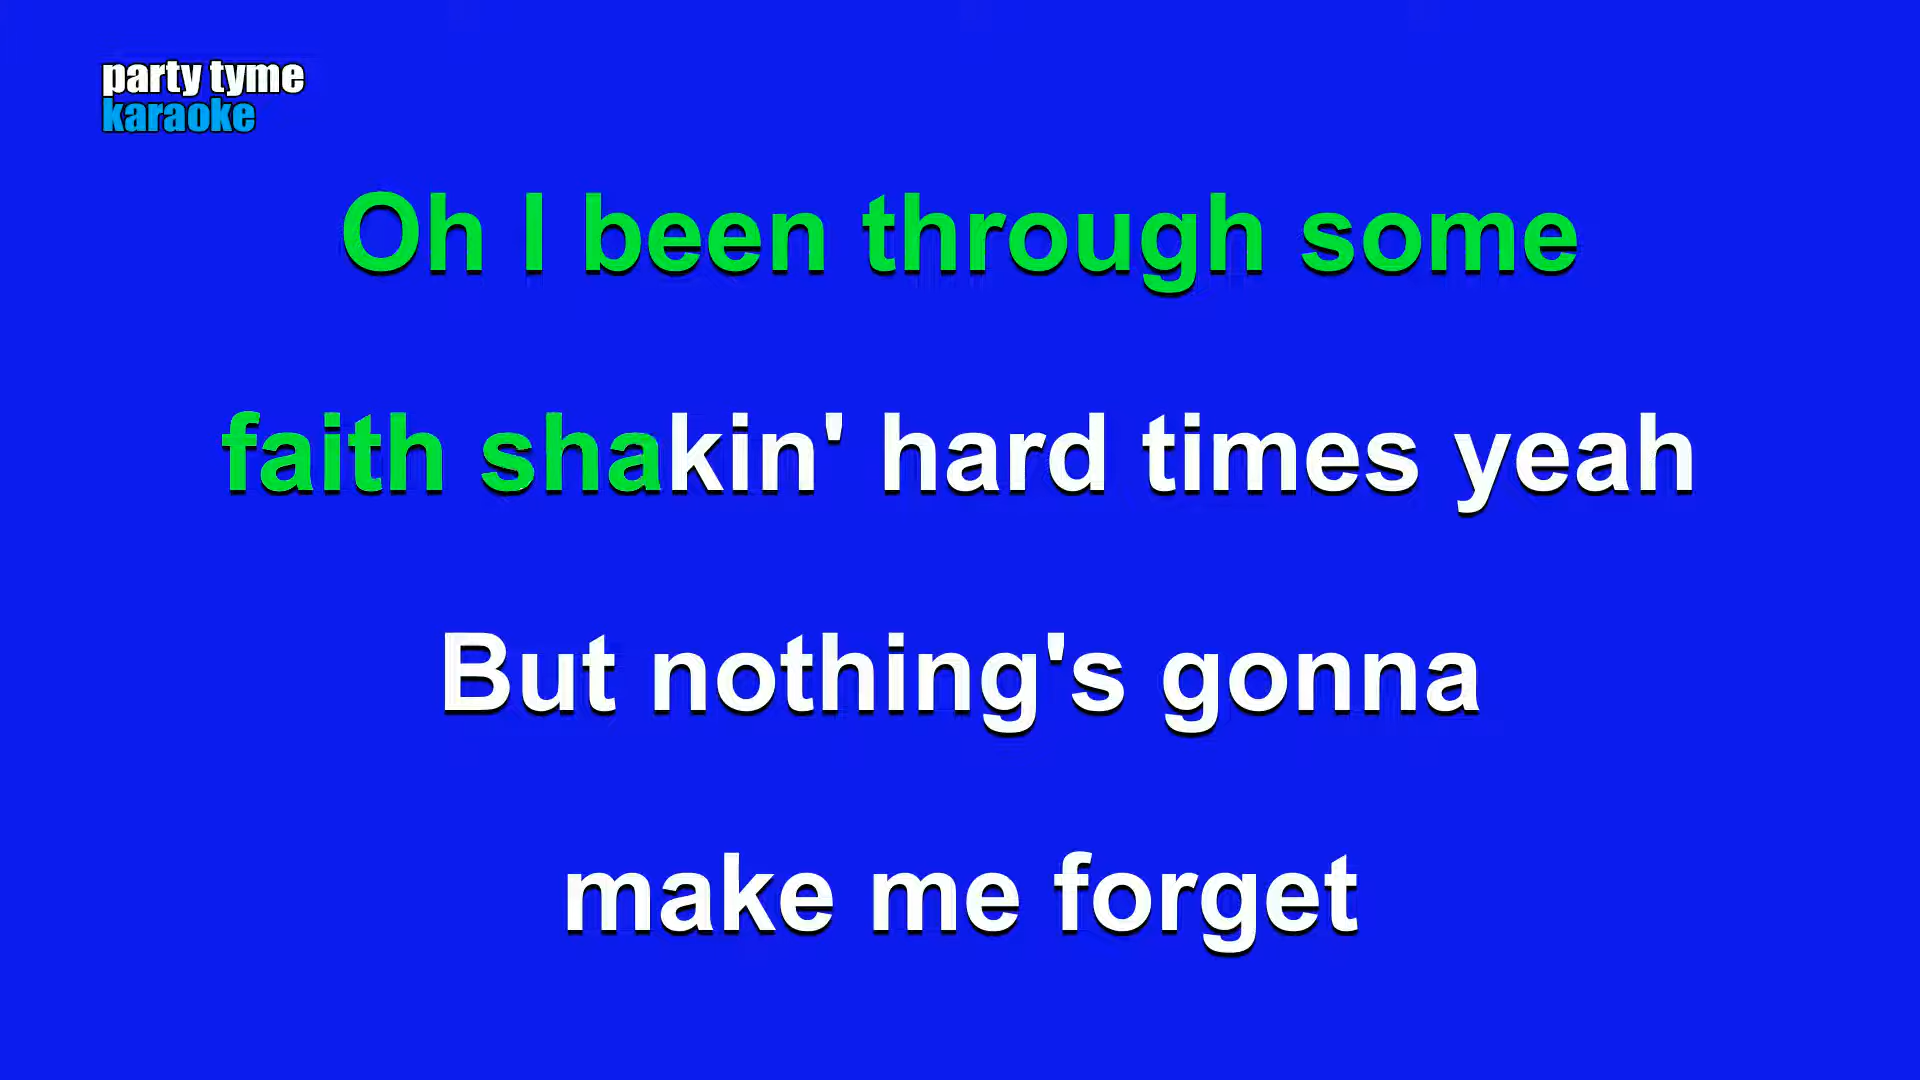 party tyme
karaoke
Oh I been through some
faith shakin' hard times yeah
But nothing's gonna
make me forget